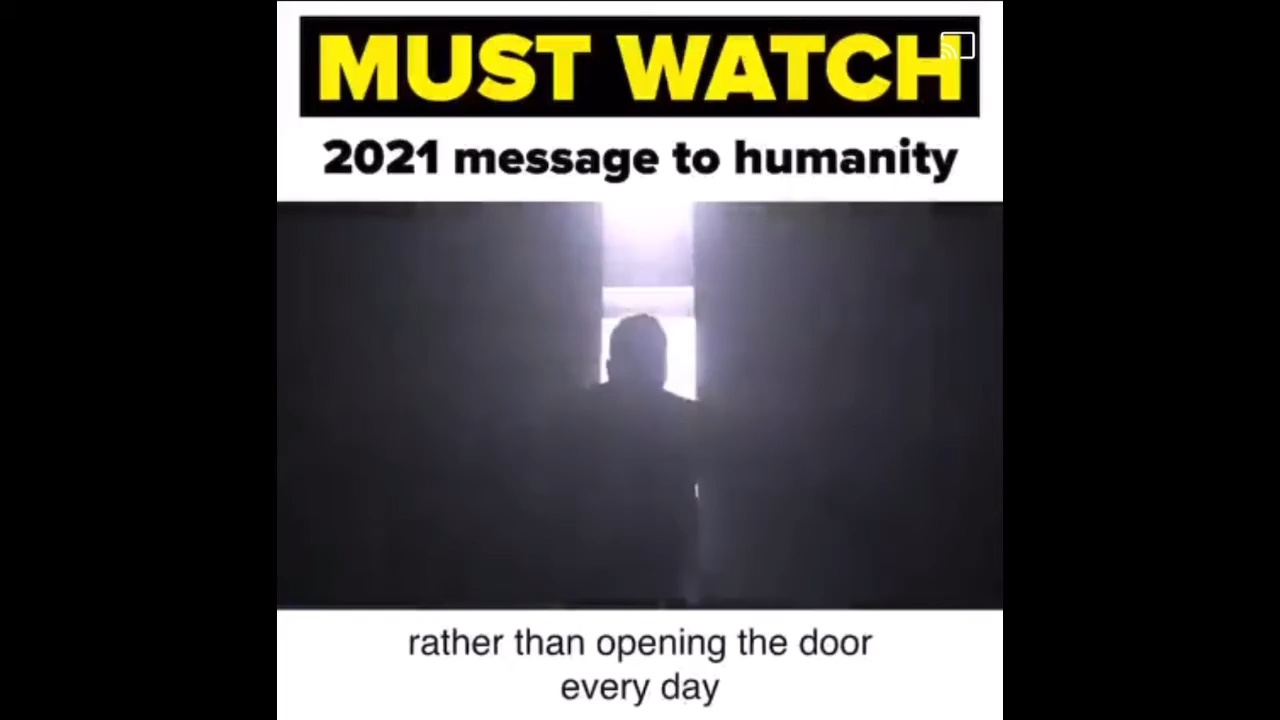 MUST WATCH
2021 message to humanity
rather than opening the door
every day